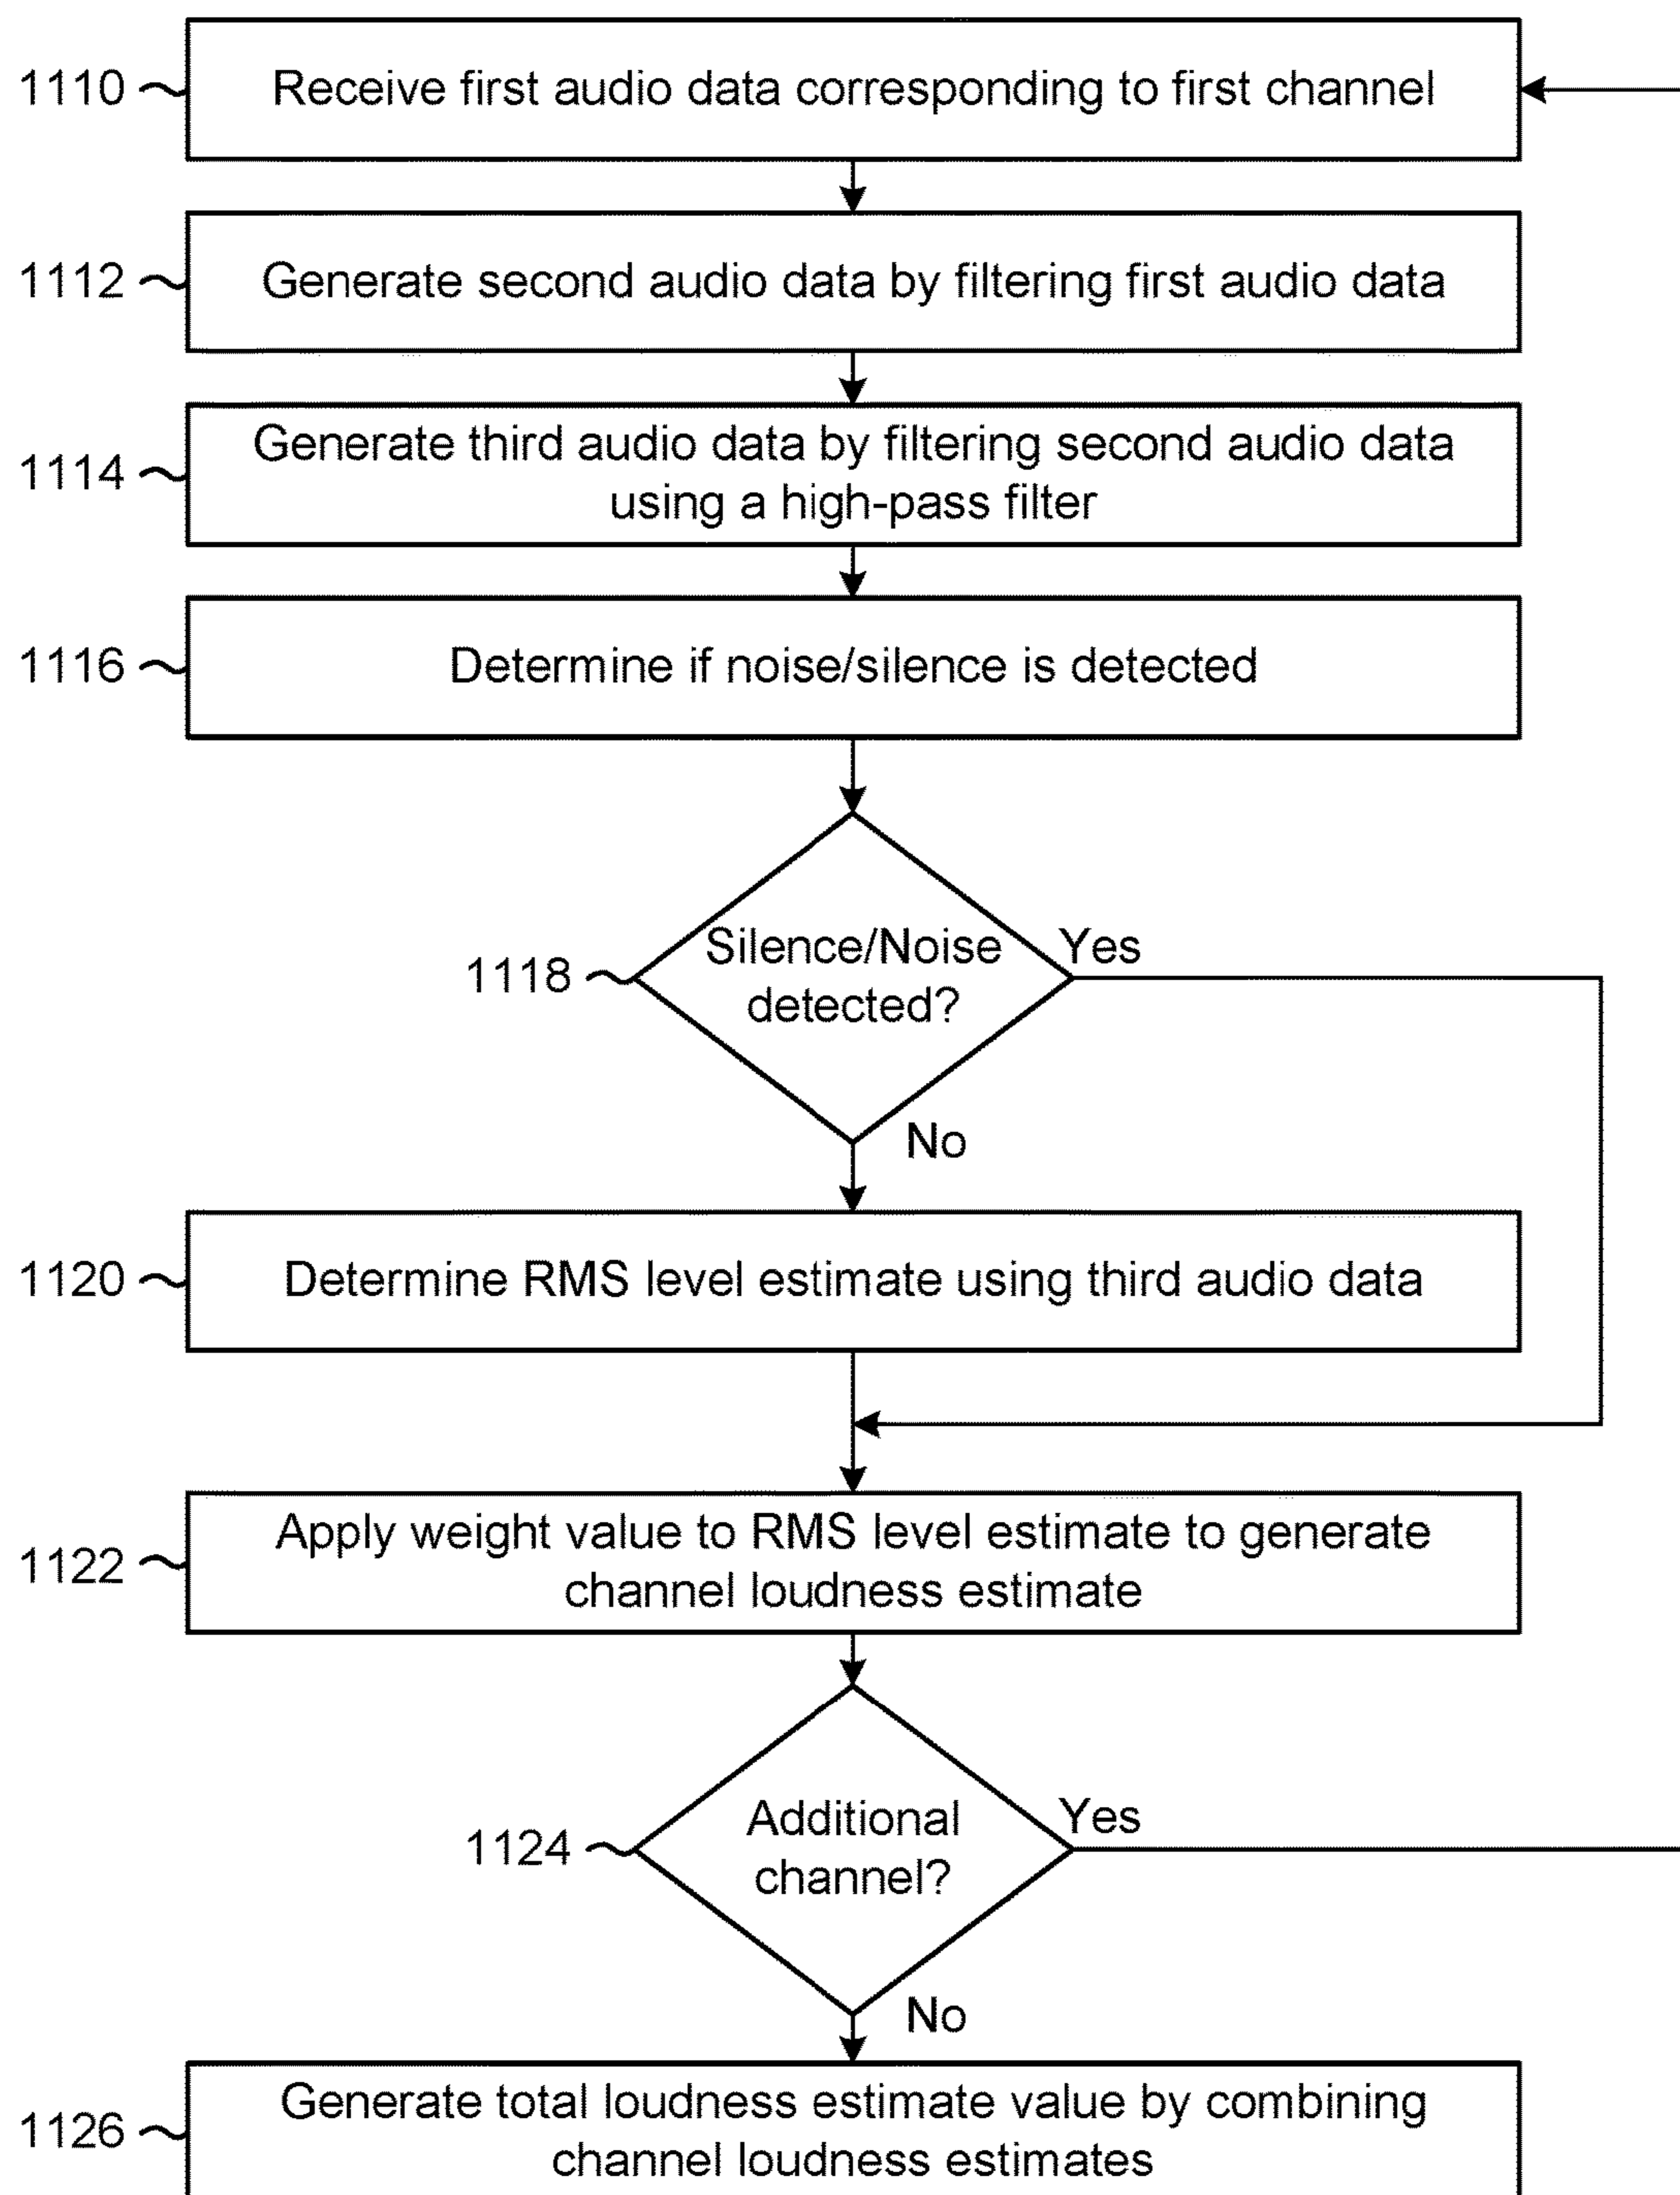 1110
Receive first audio data corresponding to first channel
1112
Generate second audio data by filtering first audio data
1114
Generate third audio data by filtering second audio data
using a high-pass filter
1116
Determine if noise/silence is detected
1118
Silence/Noise
detected?
Yes
No
1120
Determine RMS level estimate using third audio data
1122
Apply weight value to RMS level estimate to generate
channel loudness estimate
1124
Additional
channel?
Yes
No
1126
Generate total loudness estimate value by combining
channel loudness estimates